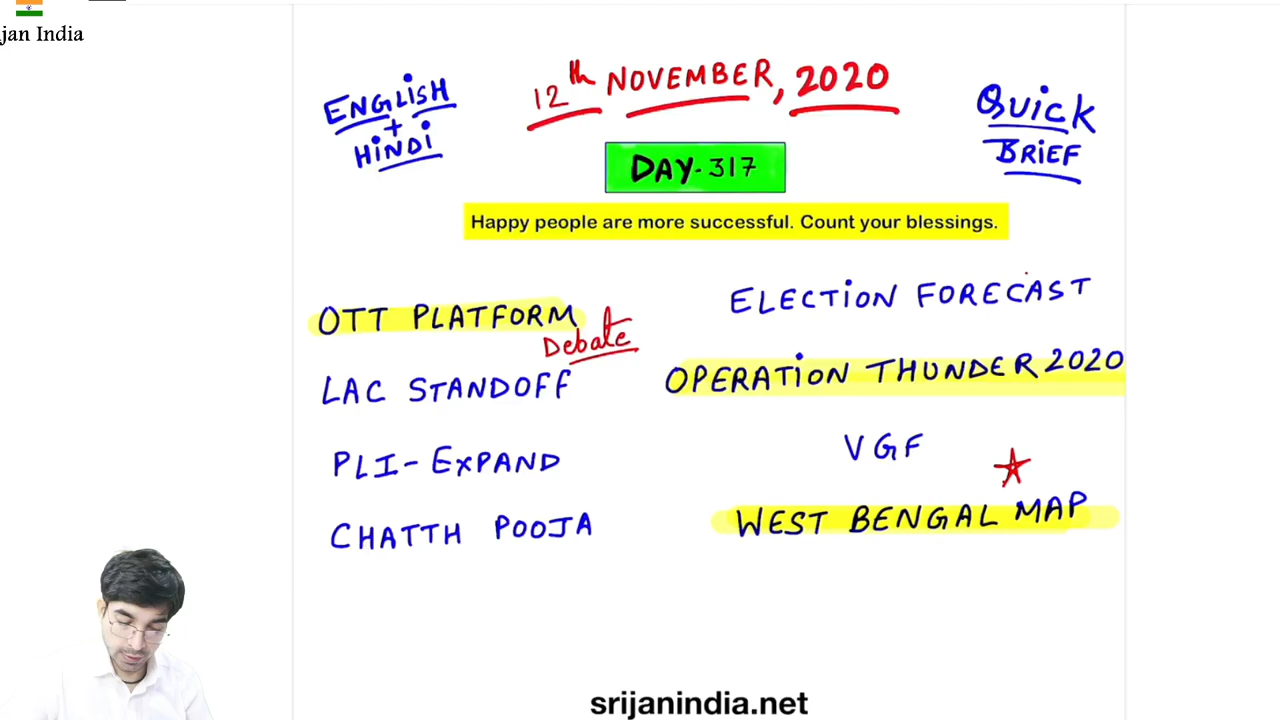 jan India
12th NOVEMBER, 2020
ENGLISH
+
HINDI
QUICK
BRIEF
DAY-317
Happy people are more successful. Count your blessings.
OTT PLATFORM
Debate
LAC STANDOFF
PLI-EXPAND
CHATTH POOJA
ELECTION FORECAST
OPERATION THUNDER 2020
VGF
WEST BENGAL MAP
srijanindia.net